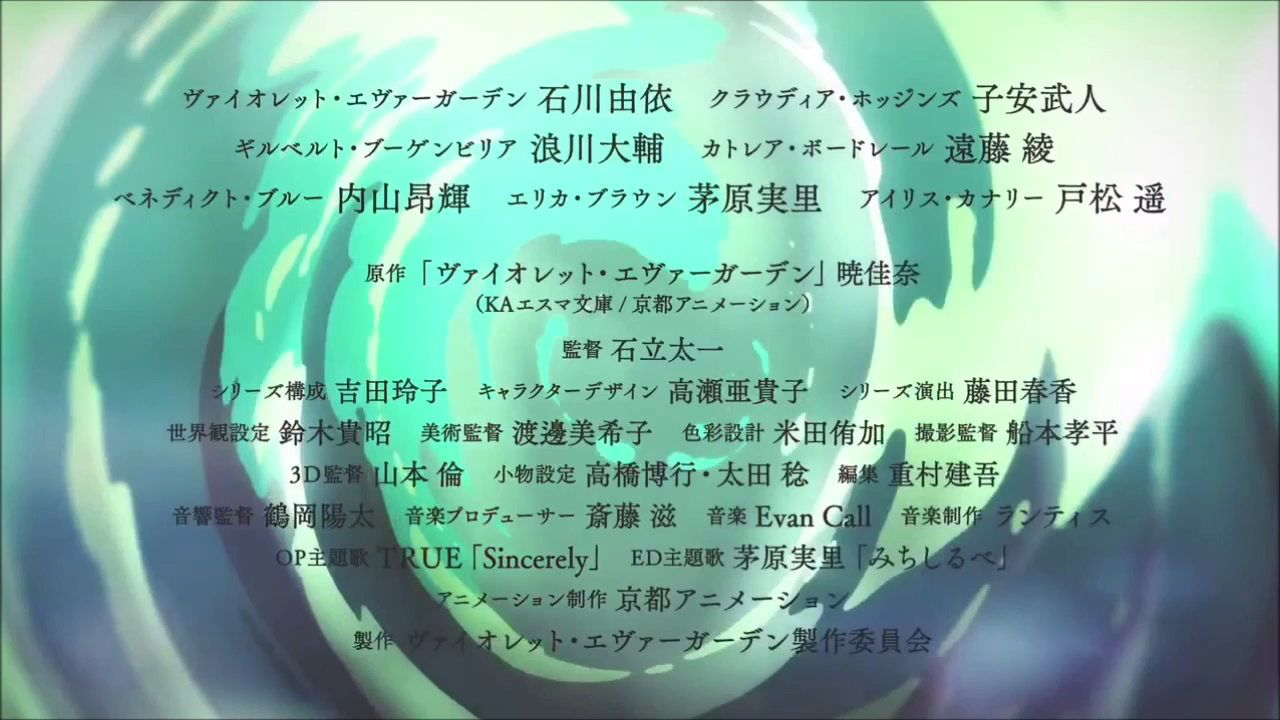 ヴァイオレット・エヴァーガーデン 石川由依 クラウディア・ホッジンズ 子安武人
ギルベルト・ブーゲンビリア 浪川大輔 カトレア・ボードレール 遠藤 綾
ベネディクト・ブルー 内山昂輝 エリカ・ブラウン 茅原実里 アイリス・カナリー 戸松 遥
原作「ヴァイオレット・エヴァーガーデン」暁佳奈
（KAエスマ文庫 / 京都アニメーション）
監督 石立太一
シリーズ構成 吉田玲子 キャラクターデザイン 高瀬亜貴子 シリーズ演出 藤田春香
世界観設定 鈴木貴昭 美術監督 渡邊美希子 色彩設計 米田侑加 撮影監督 船本孝平
3D監督 山本 倫 小物設定 高橋博行・太田 稔 編集 重村建吾
音響監督 鶴岡陽太 音楽プロデューサー 斎藤 滋 音楽 Evan Call 音楽制作 ランティス
OP主題歌 TRUE「Sincerely」 ED主題歌 茅原実里「みちしるべ」
アニメーション制作 京都アニメーション
製作 ヴァイオレット・エヴァーガーデン製作委員会